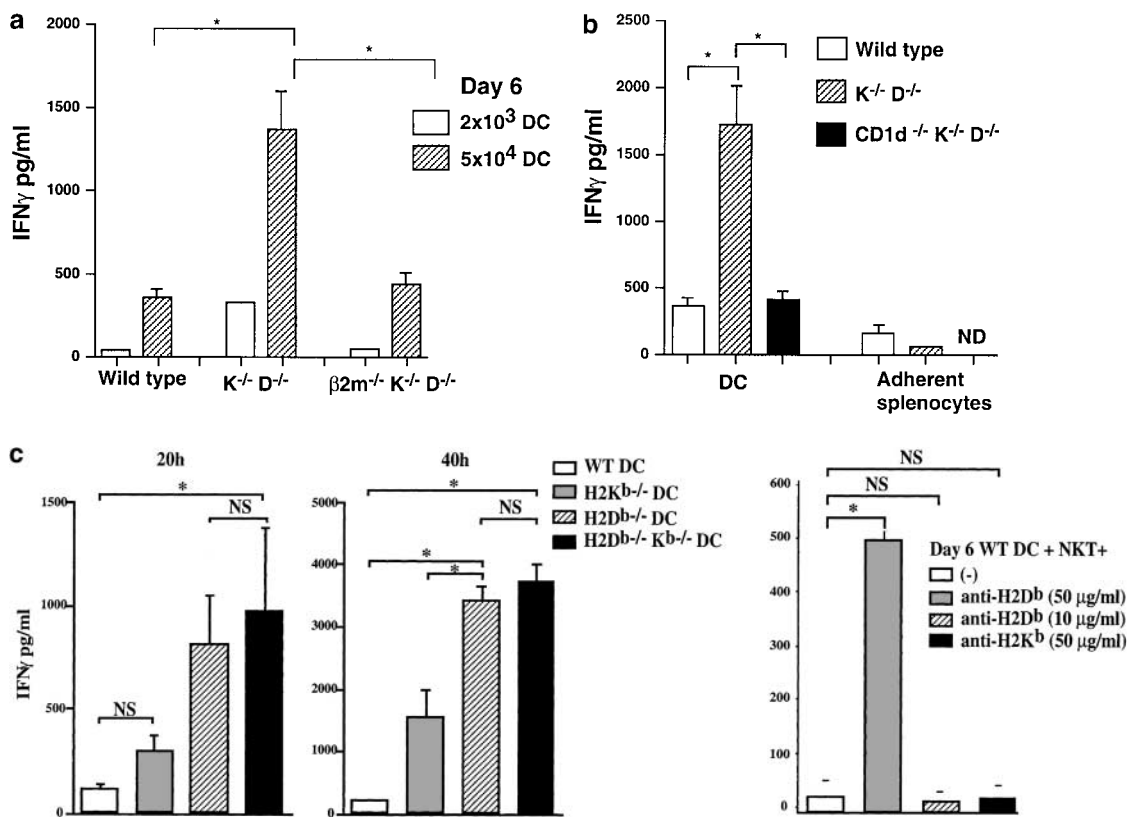 a
2000
1500
1000
500
0
IFNγ pg/ml
*
*
Day 6
2x10³ DC
5x10⁴ DC
Wild type
K⁻/⁻ D⁻/⁻
β2m⁻/⁻ K⁻/⁻ D⁻/⁻
b
2500
2000
1500
1000
500
0
IFNγ pg/ml
*
*
Wild type
K⁻/⁻ D⁻/⁻
CD1d ⁻/⁻ K⁻/⁻ D⁻/⁻
ND
DC
Adherent
splenocytes
c
20h
1500
1000
500
0
IFNγ pg/ml
*
NS
NS
40h
5000
4000
3000
2000
1000
0
*
NS
*
*
WT DC
H2Kᵇ⁻/⁻ DC
H2Dᵇ⁻/⁻ DC
H2Dᵇ⁻/⁻ Kᵇ⁻/⁻ DC
600
500
400
300
200
100
0
NS
NS
*
Day 6 WT DC + NKT+
(-)
anti-H2Dᵇ (50 μg/ml)
anti-H2Dᵇ (10 μg/ml)
anti-H2Kᵇ (50 μg/ml)